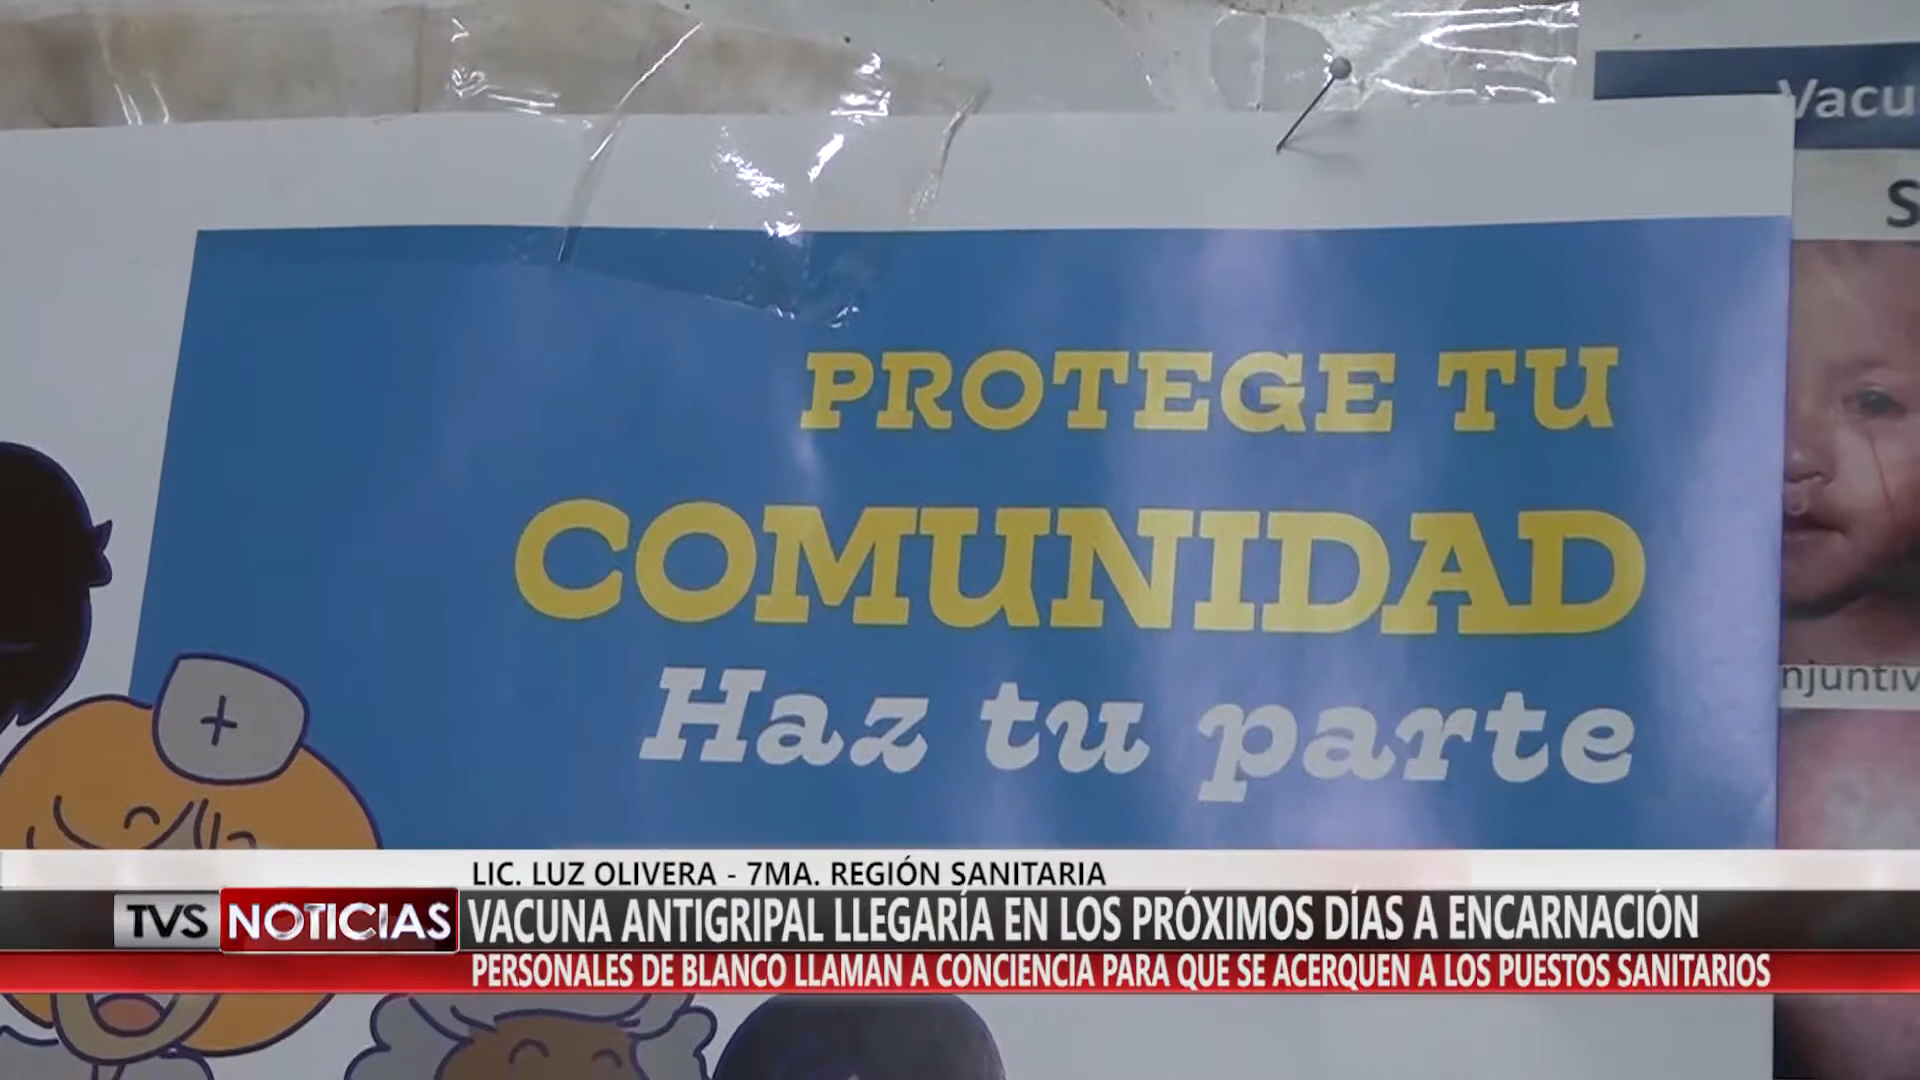 Vacu
S
PROTEGE TU
COMUNIDAD
Haz tu parte
njuntiv
LIC. LUZ OLIVERA - 7MA. REGIÓN SANITARIA
TVS NOTICIAS
VACUNA ANTIGRIPAL LLEGARÍA EN LOS PRÓXIMOS DÍAS A ENCARNACIÓN
PERSONALES DE BLANCO LLAMAN A CONCIENCIA PARA QUE SE ACERQUEN A LOS PUESTOS SANITARIOS